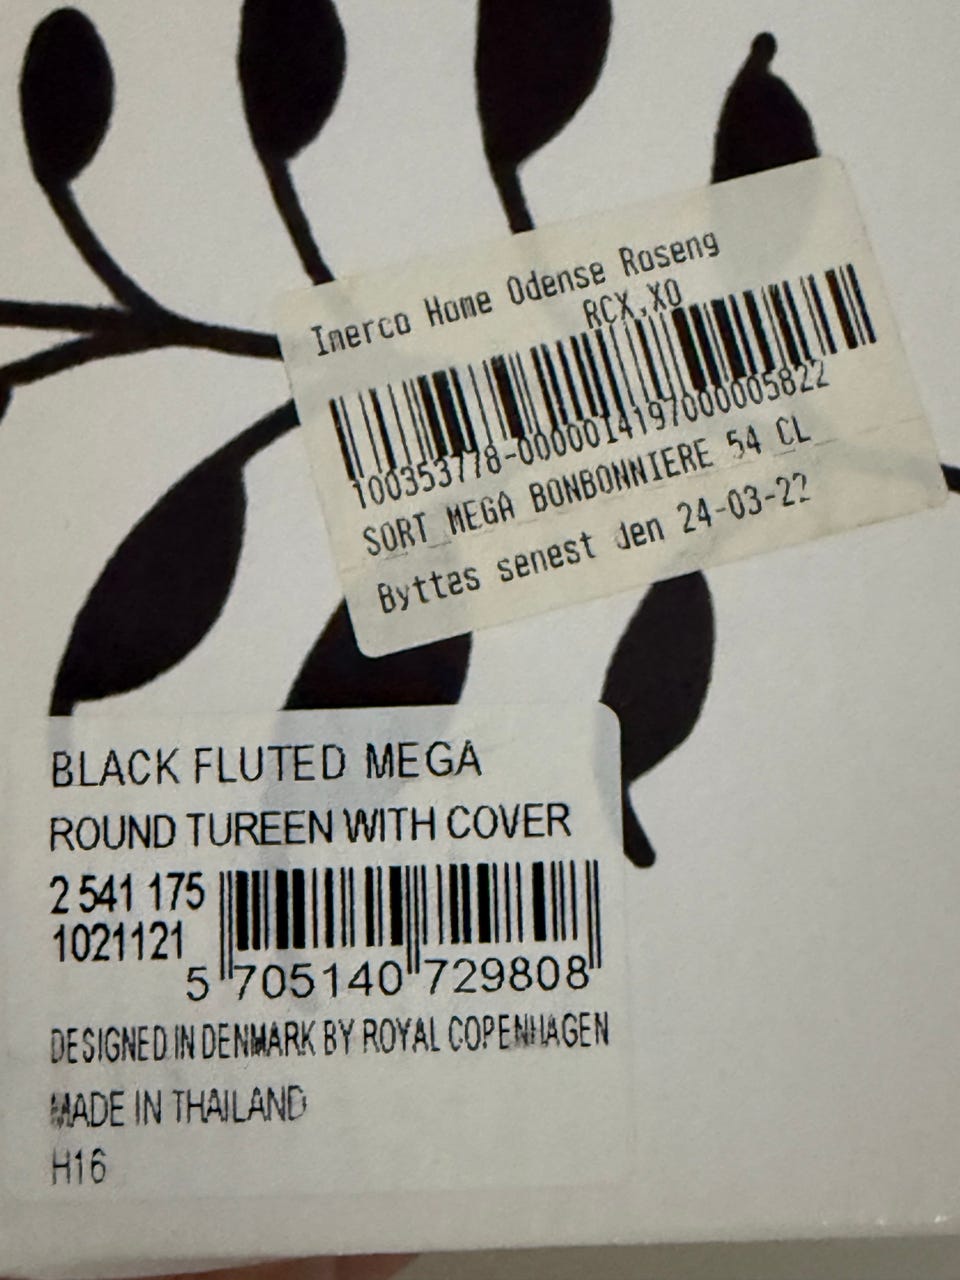 Imerco Home Odense Roseng
RCX.XO
100353778-0000014197000005822
SORT MEGA BONBONNIERE 54 CL
Byttes senest den 24-03-22
BLACK FLUTED MEGA
ROUND TUREEN WITH COVER
2 541 175
1021121
5 705140 729808
DESIGNED IN DENMARK BY ROYAL COPENHAGEN
MADE IN THAILAND
H16